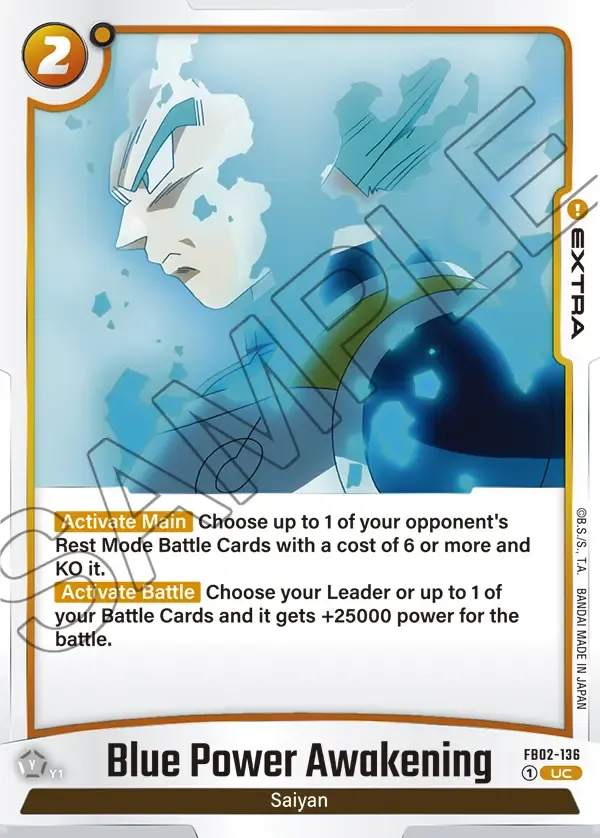 2
! EXTRA
SAMPLE
Activate Main Choose up to 1 of your opponent's
Rest Mode Battle Cards with a cost of 6 or more and
KO it.
Activate Battle Choose your Leader or up to 1 of
your Battle Cards and it gets +25000 power for the
battle.
©B.S./S., T.A. BANDAI MADE IN JAPAN
Y Y1
Blue Power Awakening
FB02-136
1 UC
Saiyan